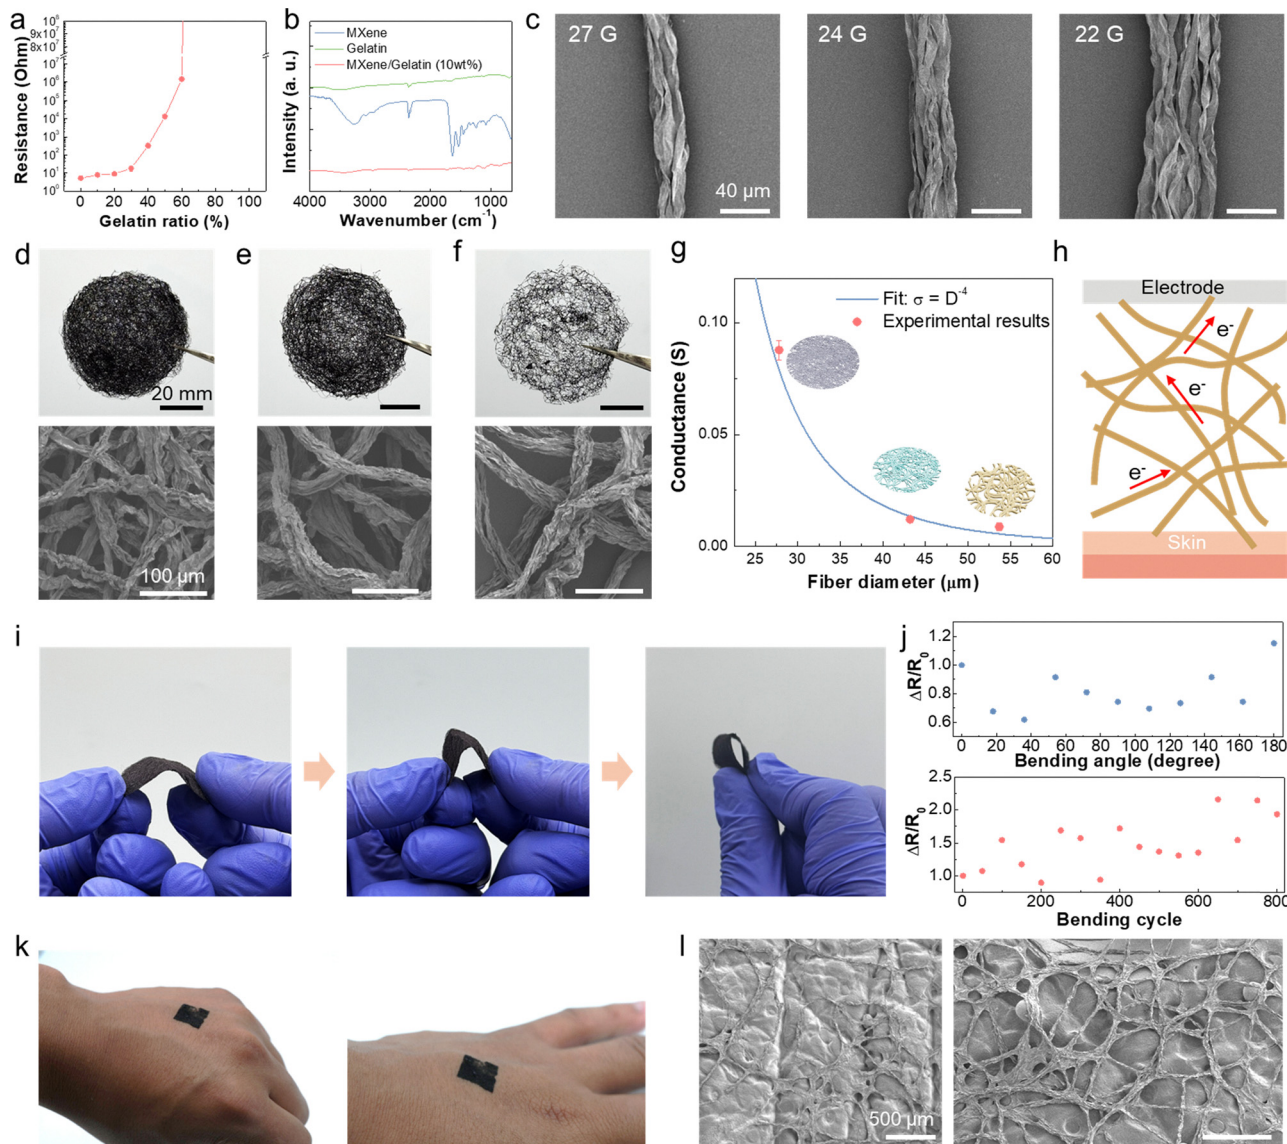 a
10⁸
9x10⁷
8x10⁷
10⁶
10⁵
10⁴
10³
10²
10¹
10⁰
Resistance (Ohm)
0 20 40 60 80 100
Gelatin ratio (%)
b
MXene
Gelatin
MXene/Gelatin (10wt%)
Intensity (a. u.)
4000 3000 2000 1000
Wavenumber (cm⁻¹)
c
27 G
40 µm
24 G
22 G
d
20 mm
100 µm
e
f
g
Fit: σ = D⁻⁴
Experimental results
0.10
0.05
0.00
Conductance (S)
25 30 35 40 45 50 55 60
Fiber diameter (µm)
h
Electrode
e⁻
e⁻
e⁻
Skin
i
j
1.2
1.0
0.8
0.6
ΔR/R₀
0 20 40 60 80 100 120 140 160 180
Bending angle (degree)
2.5
2.0
1.5
1.0
ΔR/R₀
0 200 400 600 800
Bending cycle
k
l
500 µm